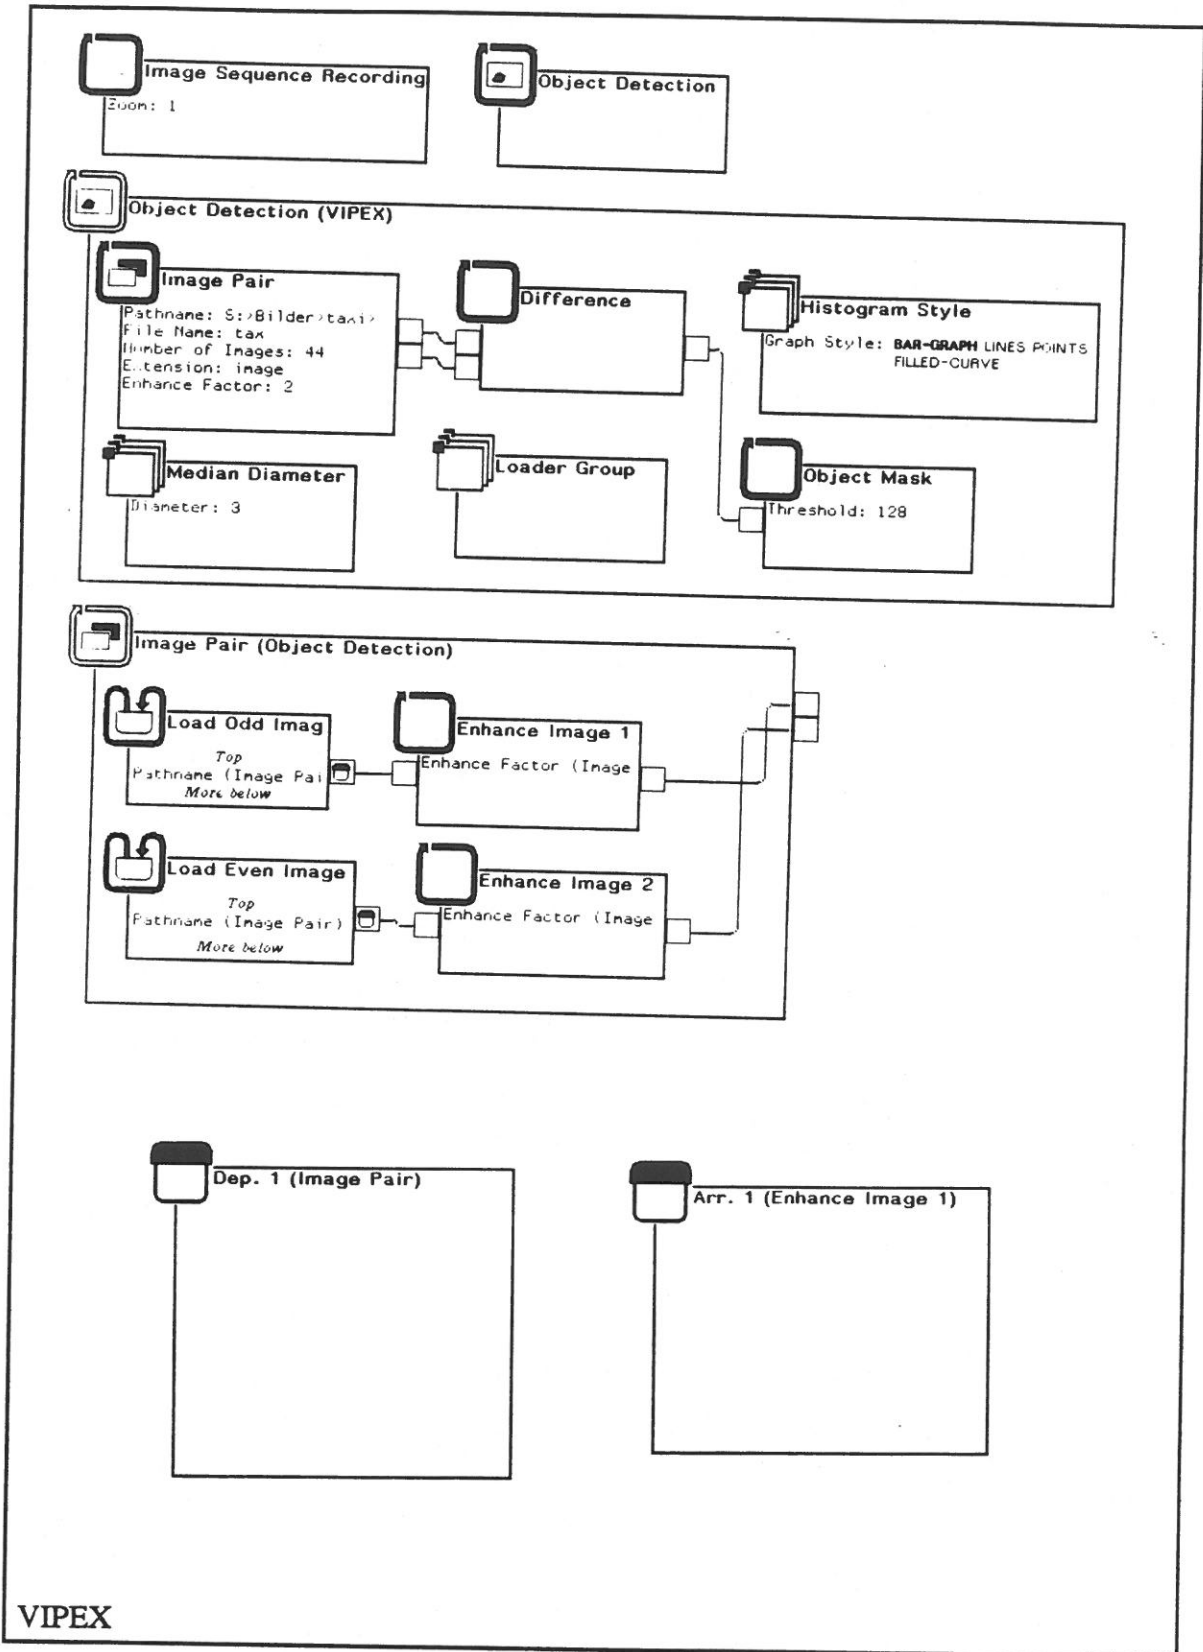 Image Sequence Recording
Zoom: 1
Object Detection
Object Detection (VIPEX)
Image Pair
Pathname: S:>Bilder>taxi>
File Name: tax
Number of Images: 44
Extension: image
Enhance Factor: 2
Difference
Histogram Style
Graph Style: BAR-GRAPH LINES POINTS
FILLED-CURVE
Median Diameter
Diameter: 3
Loader Group
Object Mask
Threshold: 128
Image Pair (Object Detection)
Load Odd Imag
Top
Pathname (Image Pai
More below
Enhance Image 1
Enhance Factor (Image
Load Even Image
Top
Pathname (Image Pair)
More below
Enhance Image 2
Enhance Factor (Image
Dep. 1 (Image Pair)
Arr. 1 (Enhance Image 1)
VIPEX